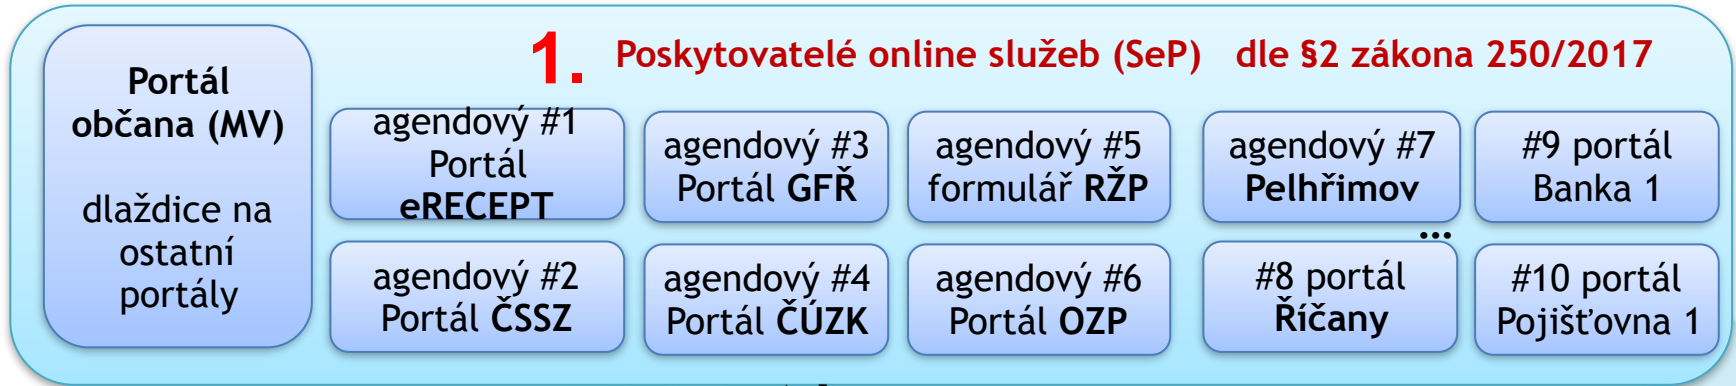 1. Poskytovatelé online služeb (SeP) dle §2 zákona 250/2017
Portál
občana (MV)
dlaždice na
ostatní
portály
agendový #1
Portál
eRECEPT
agendový #3
Portál GFŘ
agendový #5
formulář RŽP
agendový #7
Pelhřimov
#9 portál
Banka 1
...
agendový #2
Portál ČSSZ
agendový #4
Portál ČÚZK
agendový #6
Portál OZP
#8 portál
Říčany
#10 portál
Pojišťovna 1